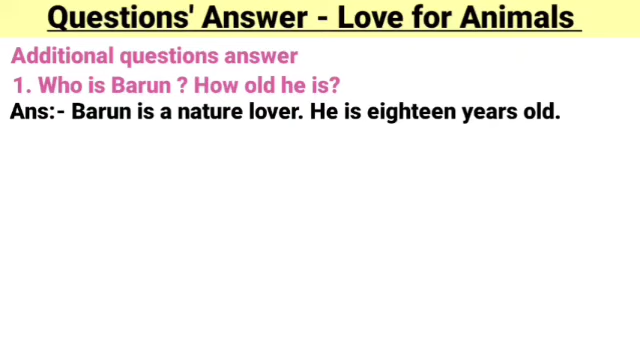 Questions' Answer - Love for Animals
Additional questions answer
1. Who is Barun ? How old he is?
Ans:- Barun is a nature lover. He is eighteen years old.